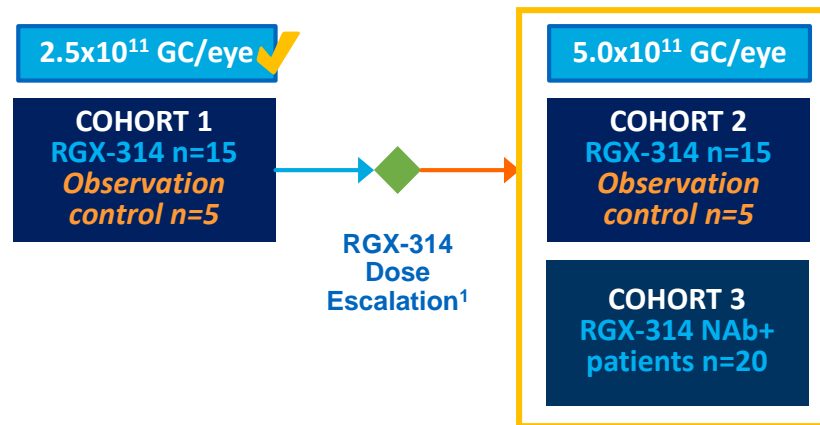 2.5x10¹¹ GC/eye
COHORT 1
RGX-314 n=15
Observation
control n=5
RGX-314
Dose
Escalation¹
5.0x10¹¹ GC/eye
COHORT 2
RGX-314 n=15
Observation
control n=5
COHORT 3
RGX-314 NAb+
patients n=20